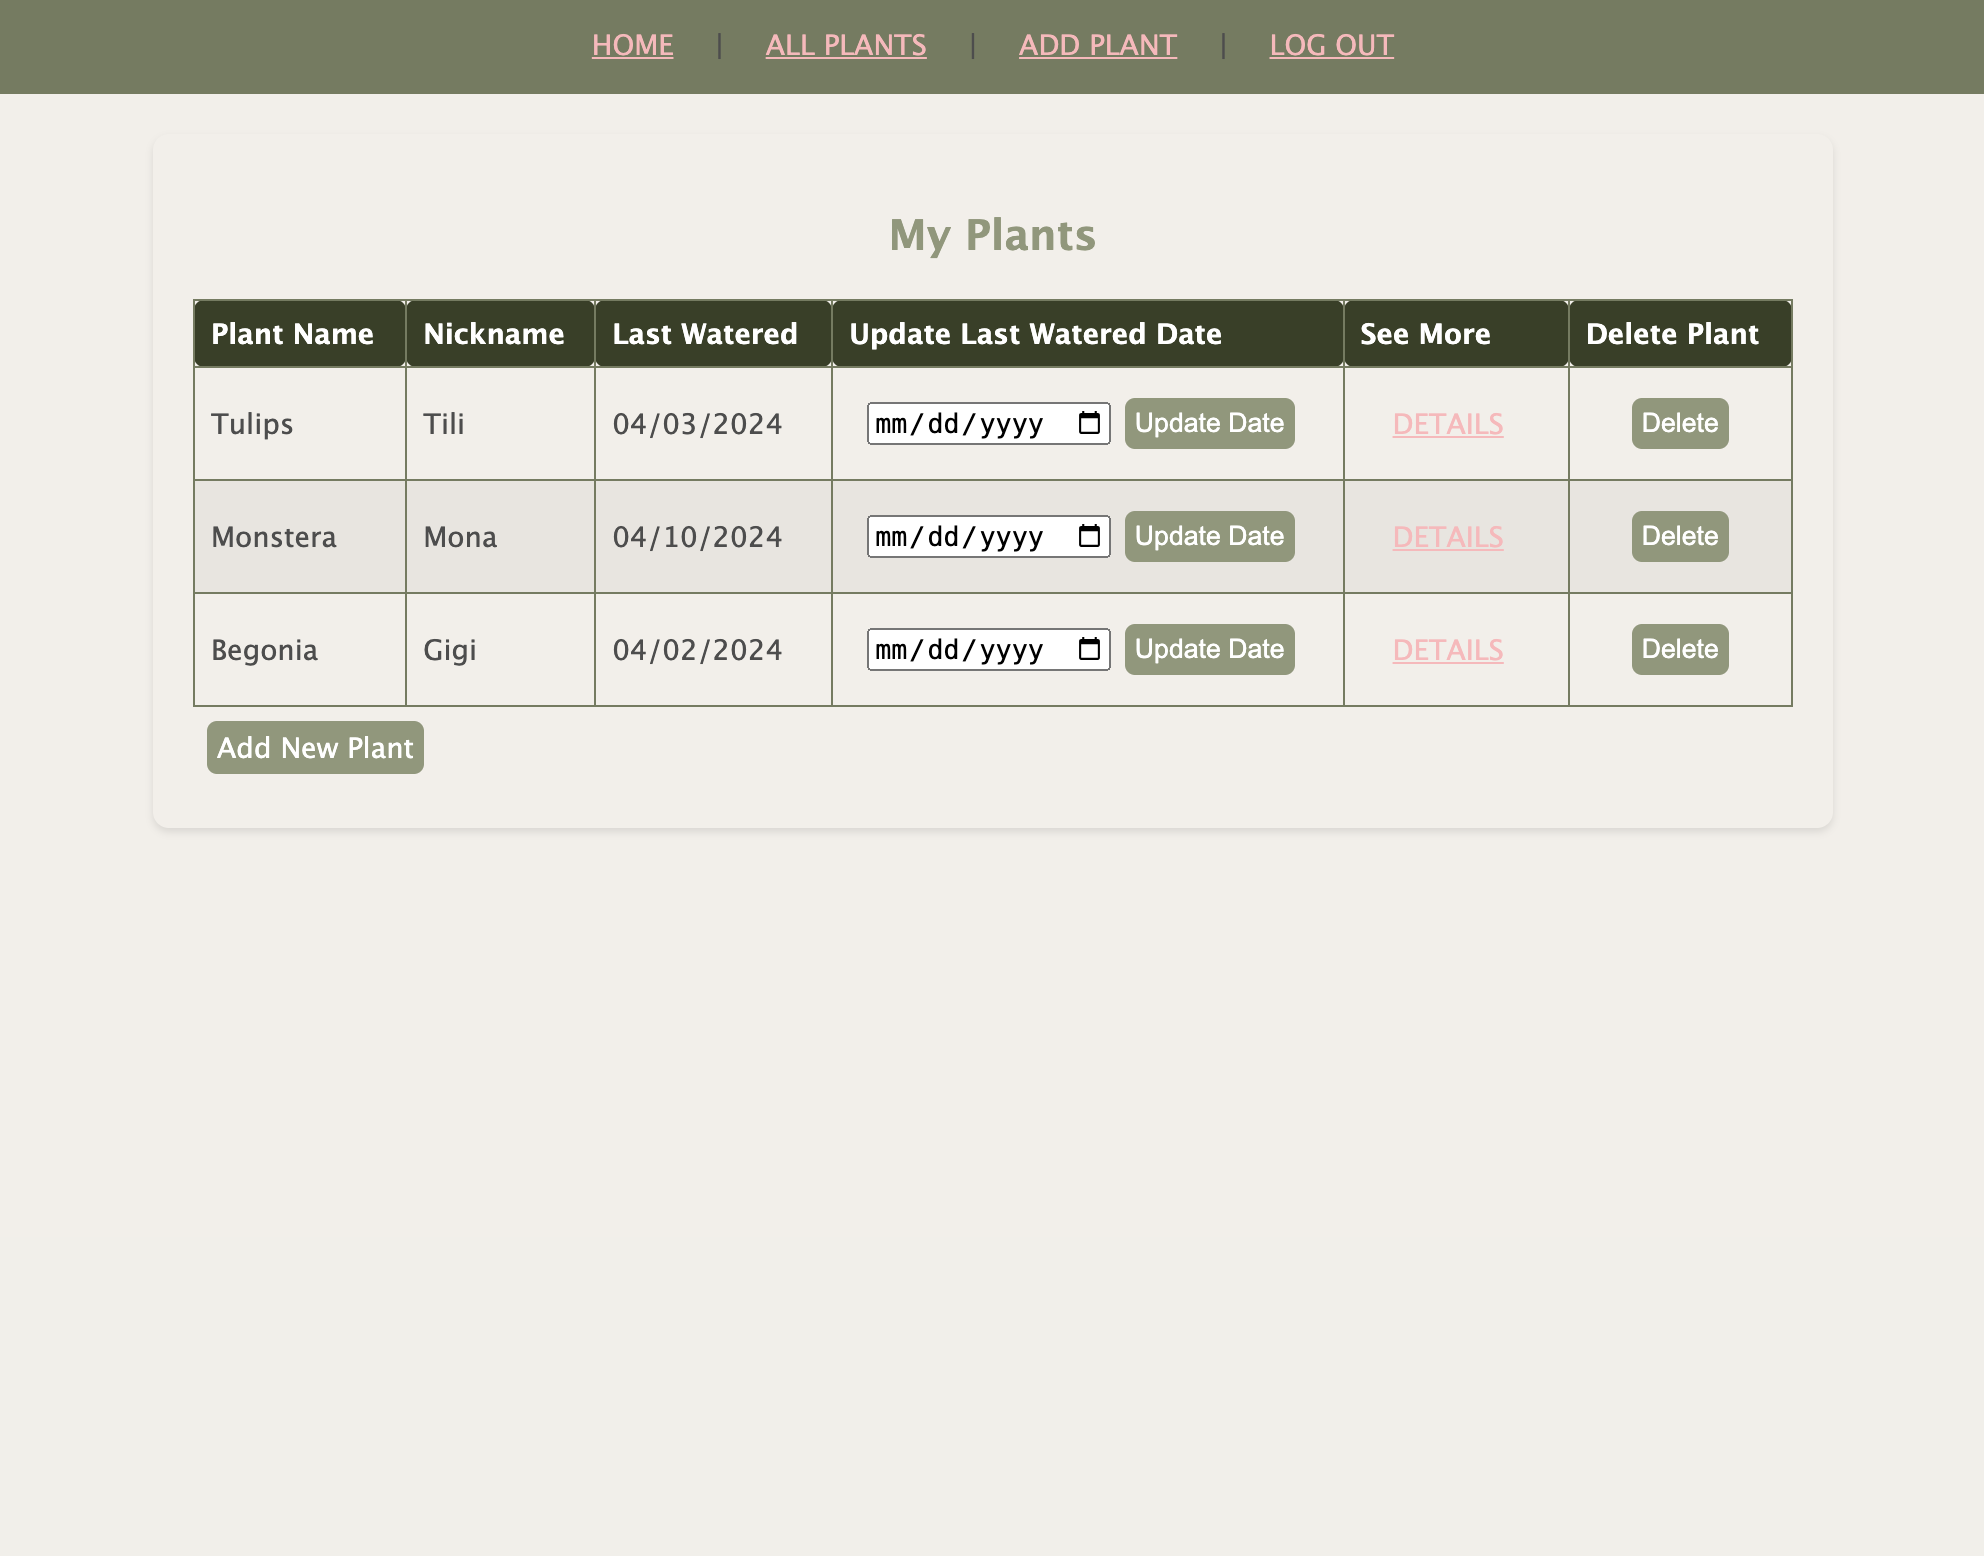 HOME | ALL PLANTS | ADD PLANT | LOG OUT
My Plants
Plant Name Nickname Last Watered Update Last Watered Date See More Delete Plant
Tulips Tili 04/03/2024 mm/dd/yyyy Update Date DETAILS Delete
Monstera Mona 04/10/2024 mm/dd/yyyy Update Date DETAILS Delete
Begonia Gigi 04/02/2024 mm/dd/yyyy Update Date DETAILS Delete
Add New Plant